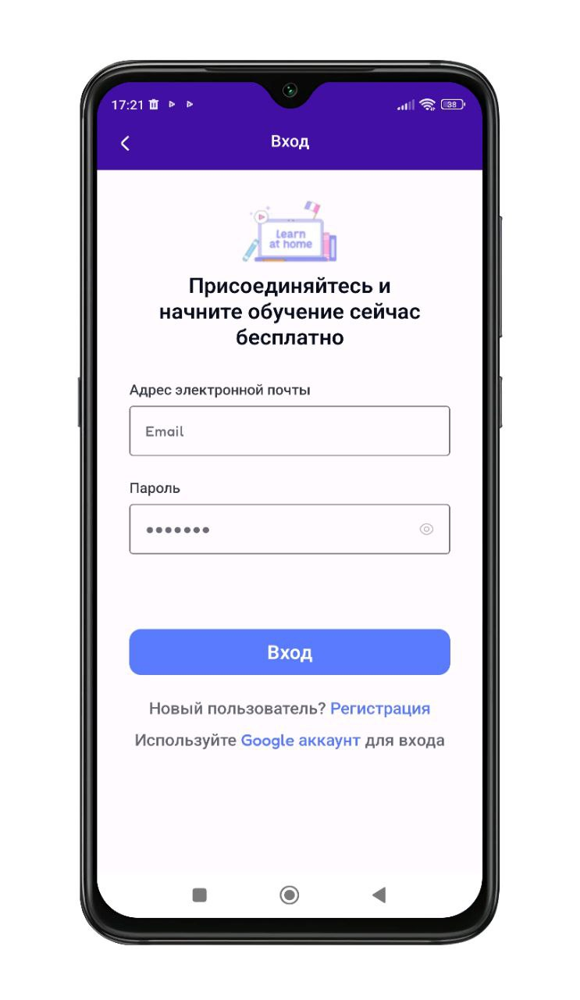 17:21
38
Вход
Learn
at home
Присоединяйтесь и
начните обучение сейчас
бесплатно
Адрес электронной почты
Email
Пароль
•••••••
Вход
Новый пользователь? Регистрация
Используйте Google аккаунт для входа